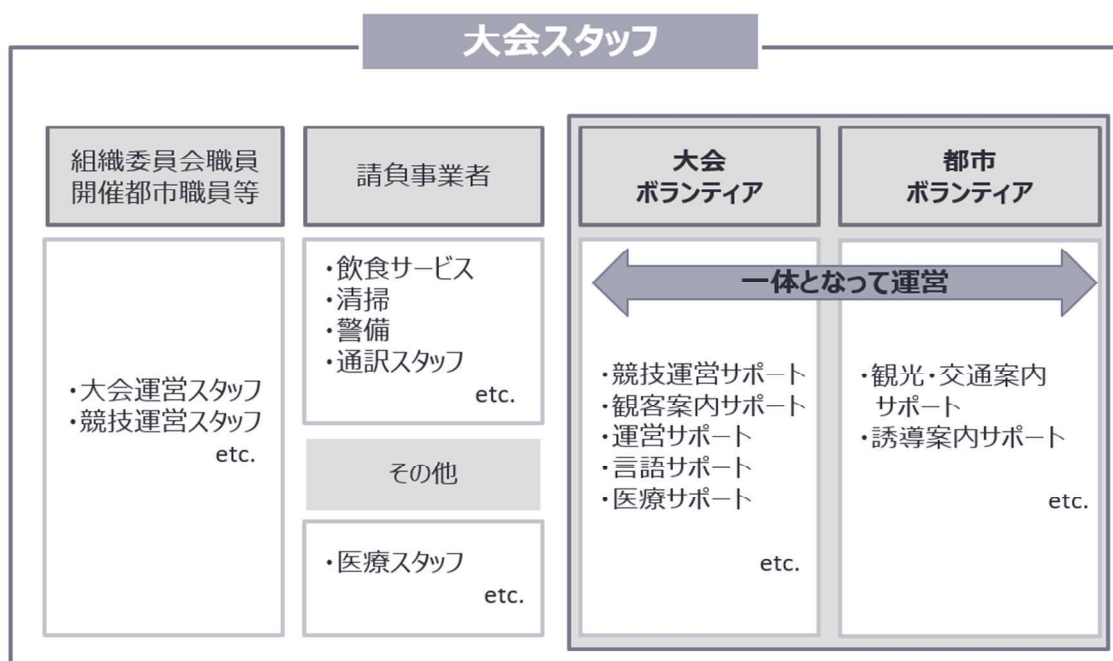 大会スタッフ
組織委員会職員
開催都市職員等
・大会運営スタッフ
・競技運営スタッフ
etc.
請負事業者
・飲食サービス
・清掃
・警備
・通訳スタッフ
etc.
その他
・医療スタッフ
etc.
大会
ボランティア
都市
ボランティア
一体となって運営
・競技運営サポート
・観客案内サポート
・運営サポート
・言語サポート
・医療サポート
etc.
・観光・交通案内
サポート
・誘導案内サポート
etc.